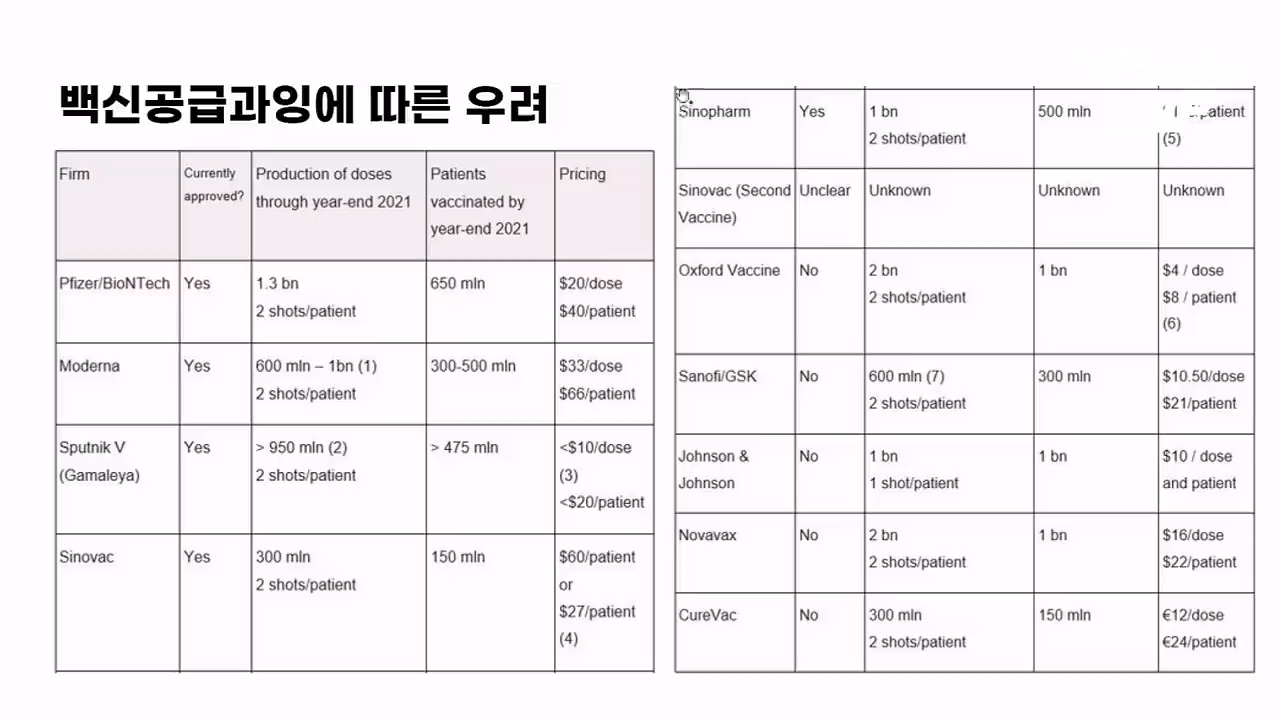 백신공급과잉에 따른 우려
Firm
Currently
approved?
Production of doses
through year-end 2021
Patients
vaccinated by
year-end 2021
Pricing
Pfizer/BioNTech
Yes
1.3 bn
2 shots/patient
650 mln
$20/dose
$40/patient
Moderna
Yes
600 mln – 1bn (1)
2 shots/patient
300-500 mln
$33/dose
$66/patient
Sputnik V
(Gamaleya)
Yes
> 950 mln (2)
2 shots/patient
> 475 mln
<$10/dose
(3)
<$20/patient
Sinovac
Yes
300 mln
2 shots/patient
150 mln
$60/patient
or
$27/patient
(4)
Sinopharm
Yes
1 bn
2 shots/patient
500 mln
(5)
Sinovac (Second
Vaccine)
Unclear
Unknown
Unknown
Unknown
Oxford Vaccine
No
2 bn
2 shots/patient
1 bn
$4 / dose
$8 / patient
(6)
Sanofi/GSK
No
600 mln (7)
2 shots/patient
300 mln
$10.50/dose
$21/patient
Johnson &
Johnson
No
1 bn
1 shot/patient
1 bn
$10 / dose
and patient
Novavax
No
2 bn
2 shots/patient
1 bn
$16/dose
$22/patient
CureVac
No
300 mln
2 shots/patient
150 mln
€12/dose
€24/patient